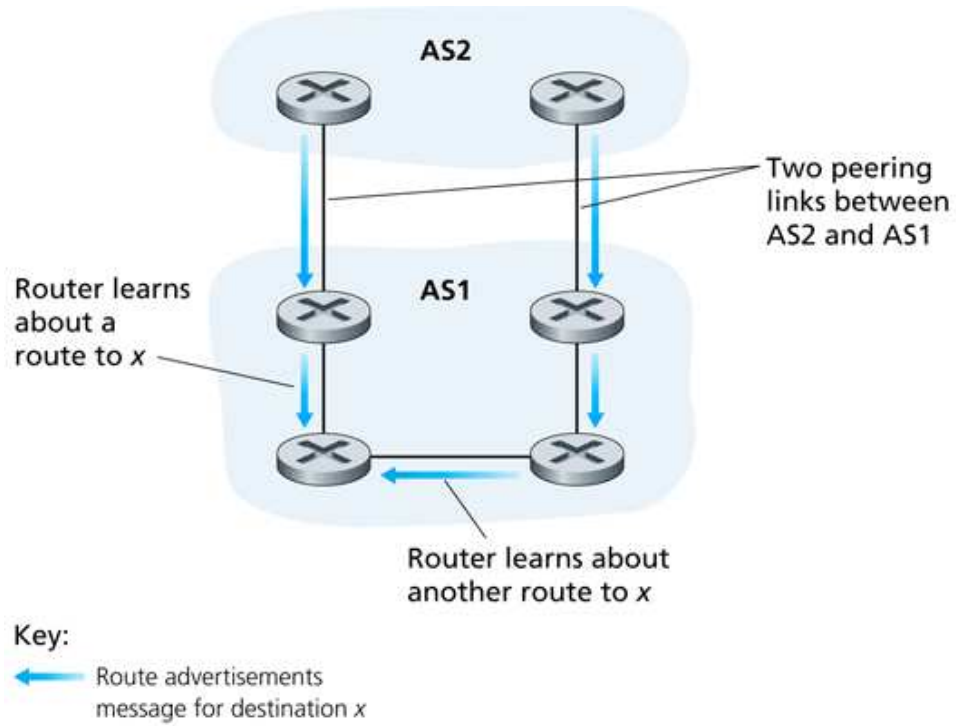 AS2
Two peering
links between
AS2 and AS1
Router learns
about a
route to x
AS1
Router learns about
another route to x
Key:
Route advertisements
message for destination x